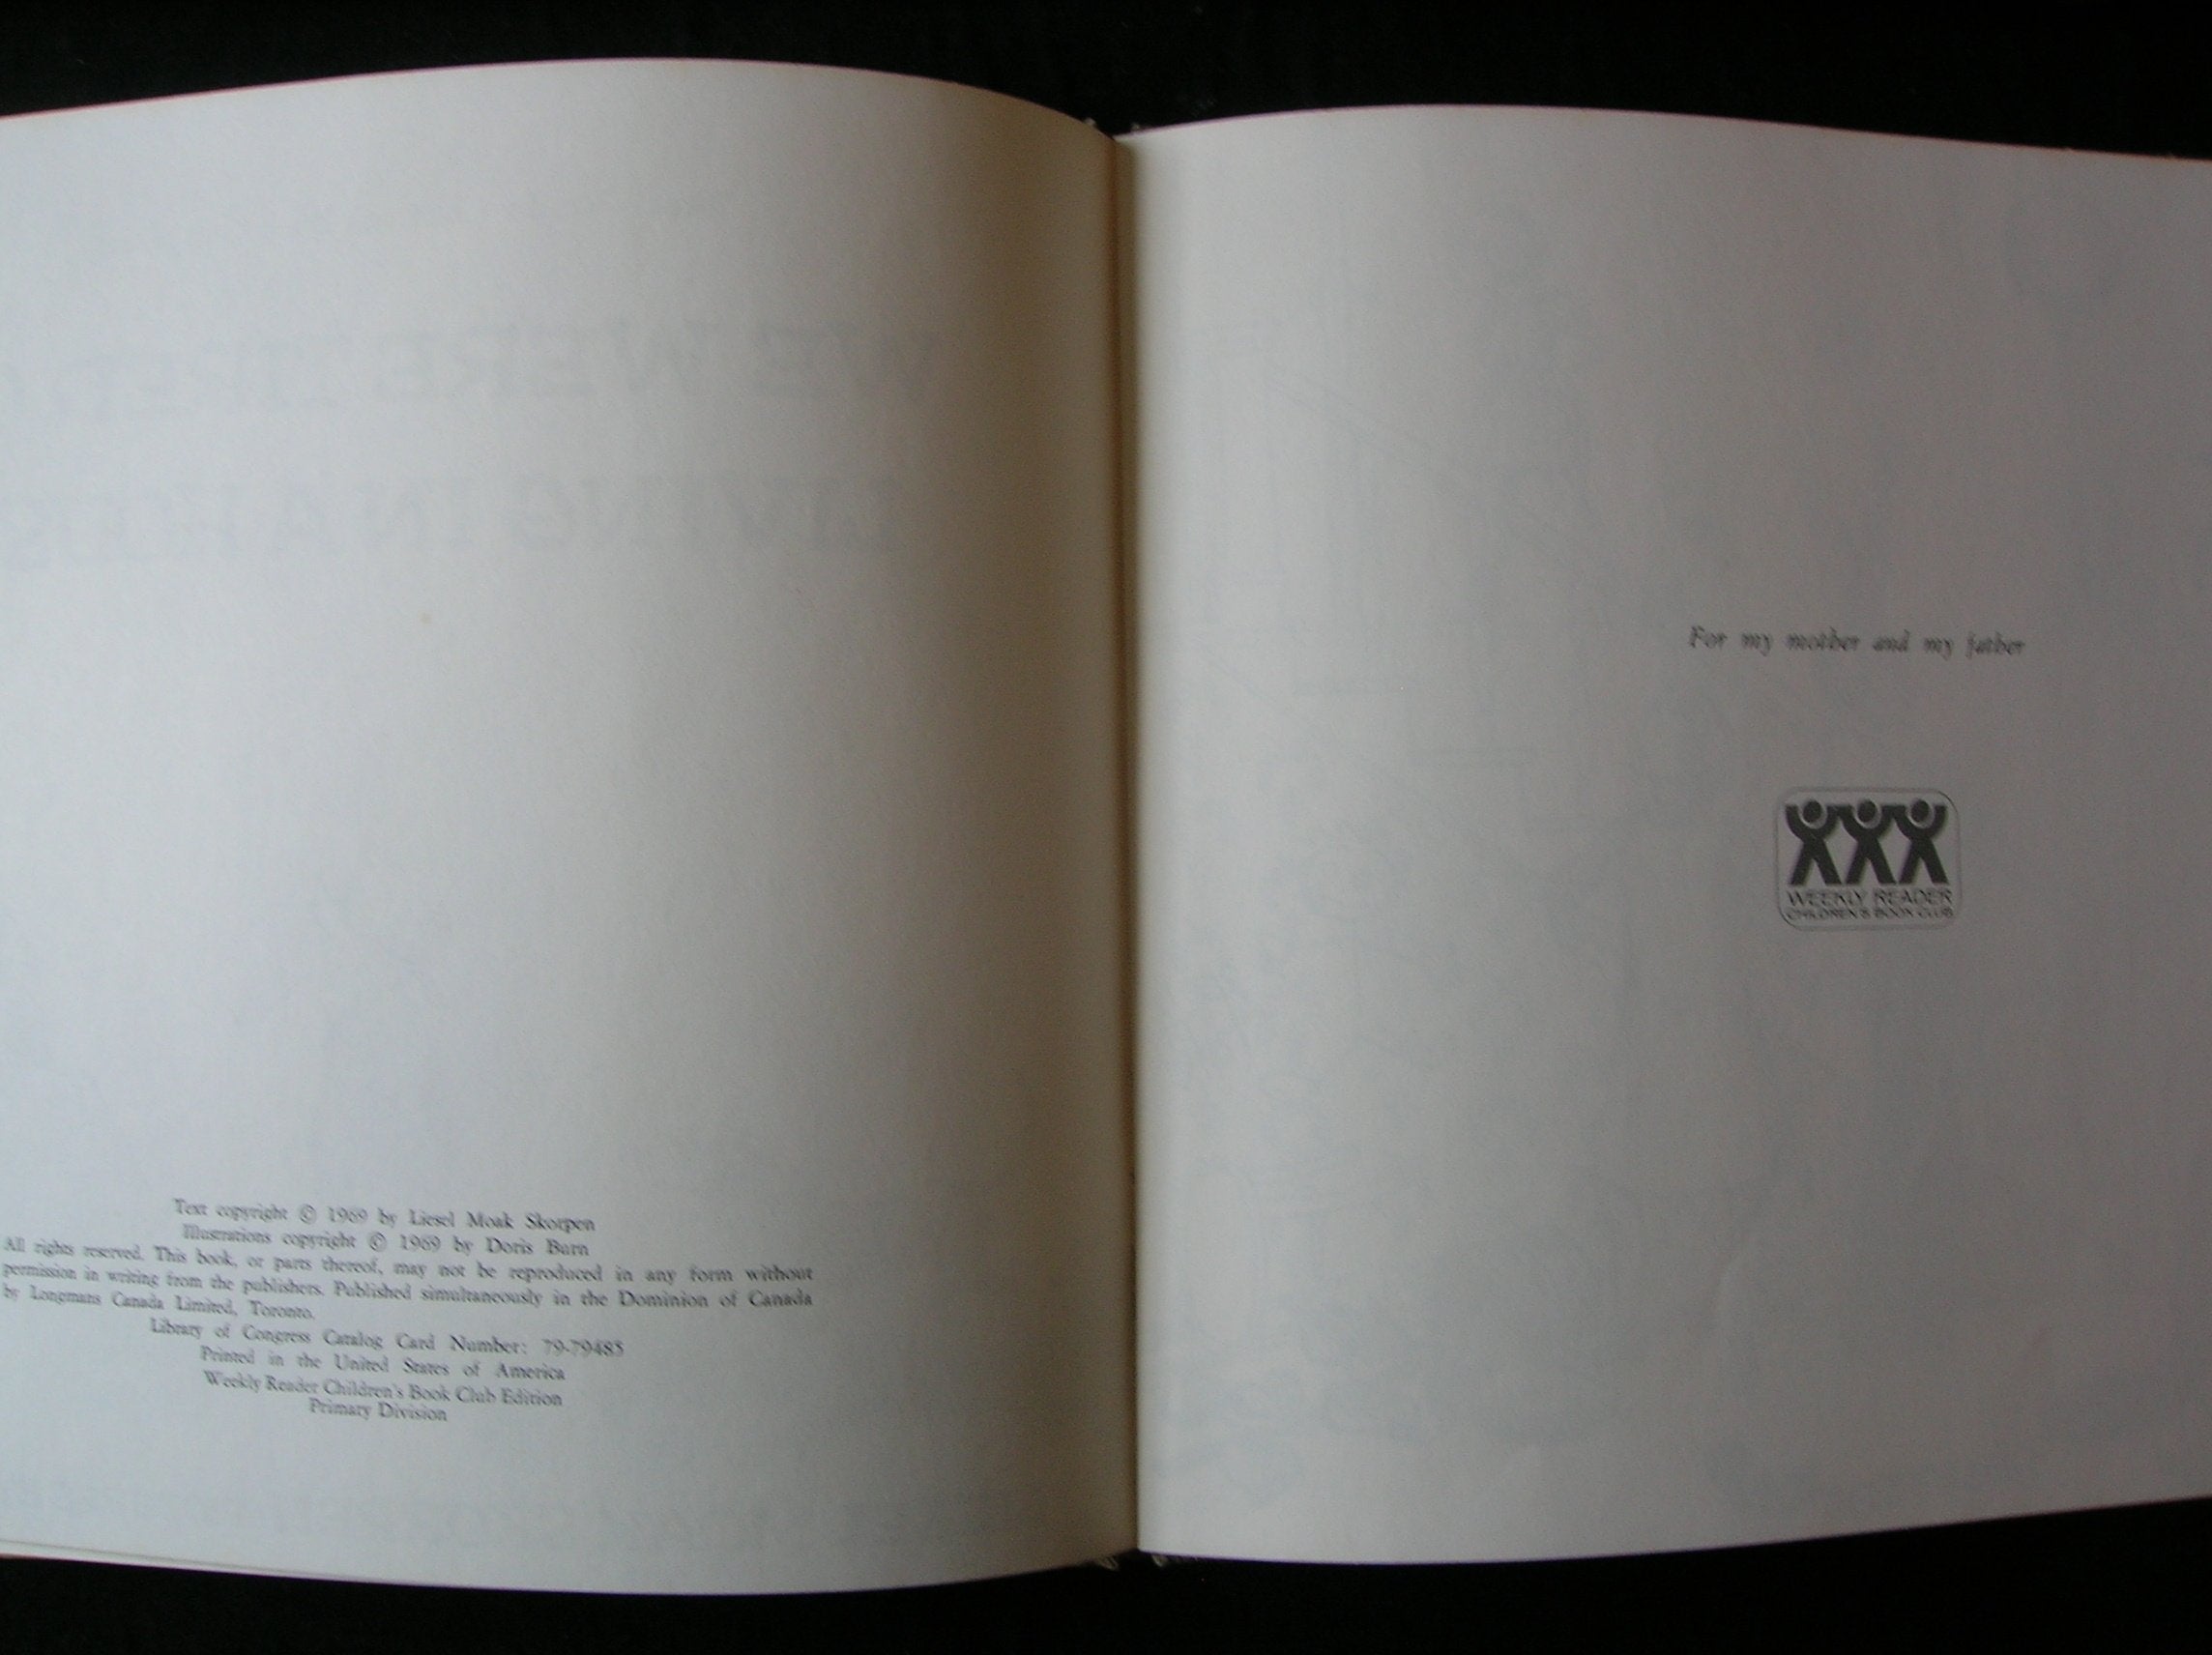 Text copyright © 1969 by Liesel Moak Skorpen
Illustrations copyright © 1969 by Doris Burn
All rights reserved. This book, or parts thereof, may not be reproduced in any form without
permission in writing from the publishers. Published simultaneously in the Dominion of Canada
by Longmans Canada Limited, Toronto.
Library of Congress Catalog Card Number: 79-79485
Printed in the United States of America
Weekly Reader Children's Book Club Edition
Primary Division
For my mother and my father
WEEKLY READER
CHILDREN'S BOOK CLUB